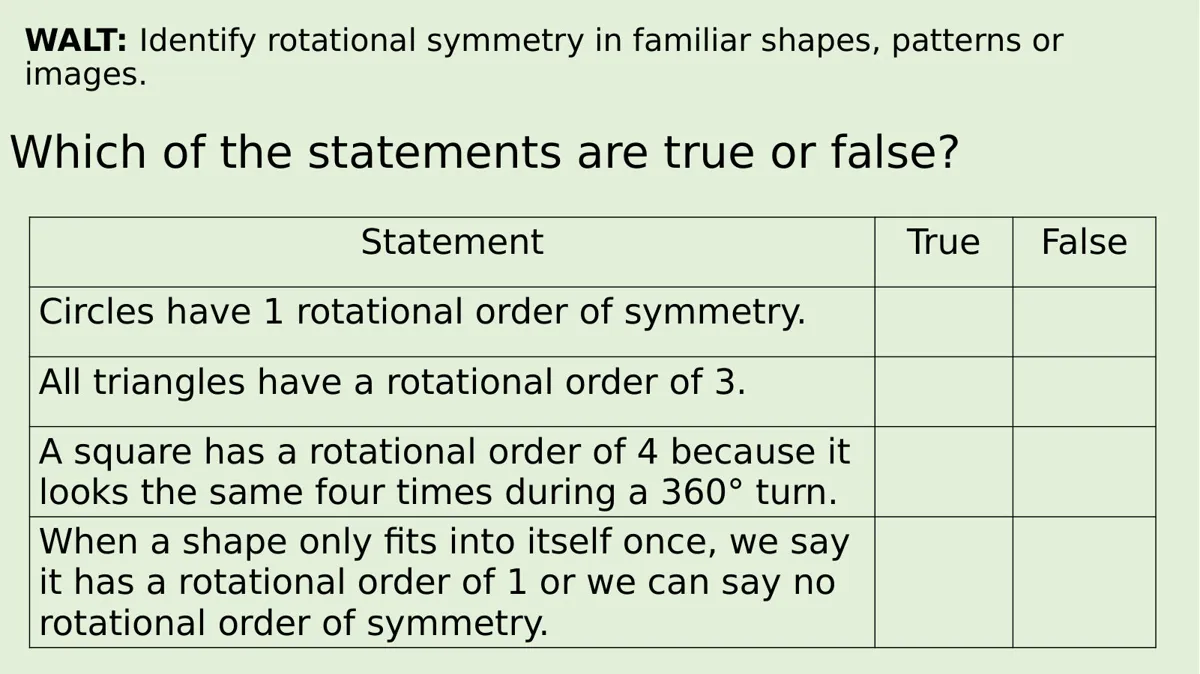 WALT: Identify rotational symmetry in familiar shapes, patterns or
images.
Which of the statements are true or false?
Statement True False
Circles have 1 rotational order of symmetry.
All triangles have a rotational order of 3.
A square has a rotational order of 4 because it
looks the same four times during a 360° turn.
When a shape only fits into itself once, we say
it has a rotational order of 1 or we can say no
rotational order of symmetry.